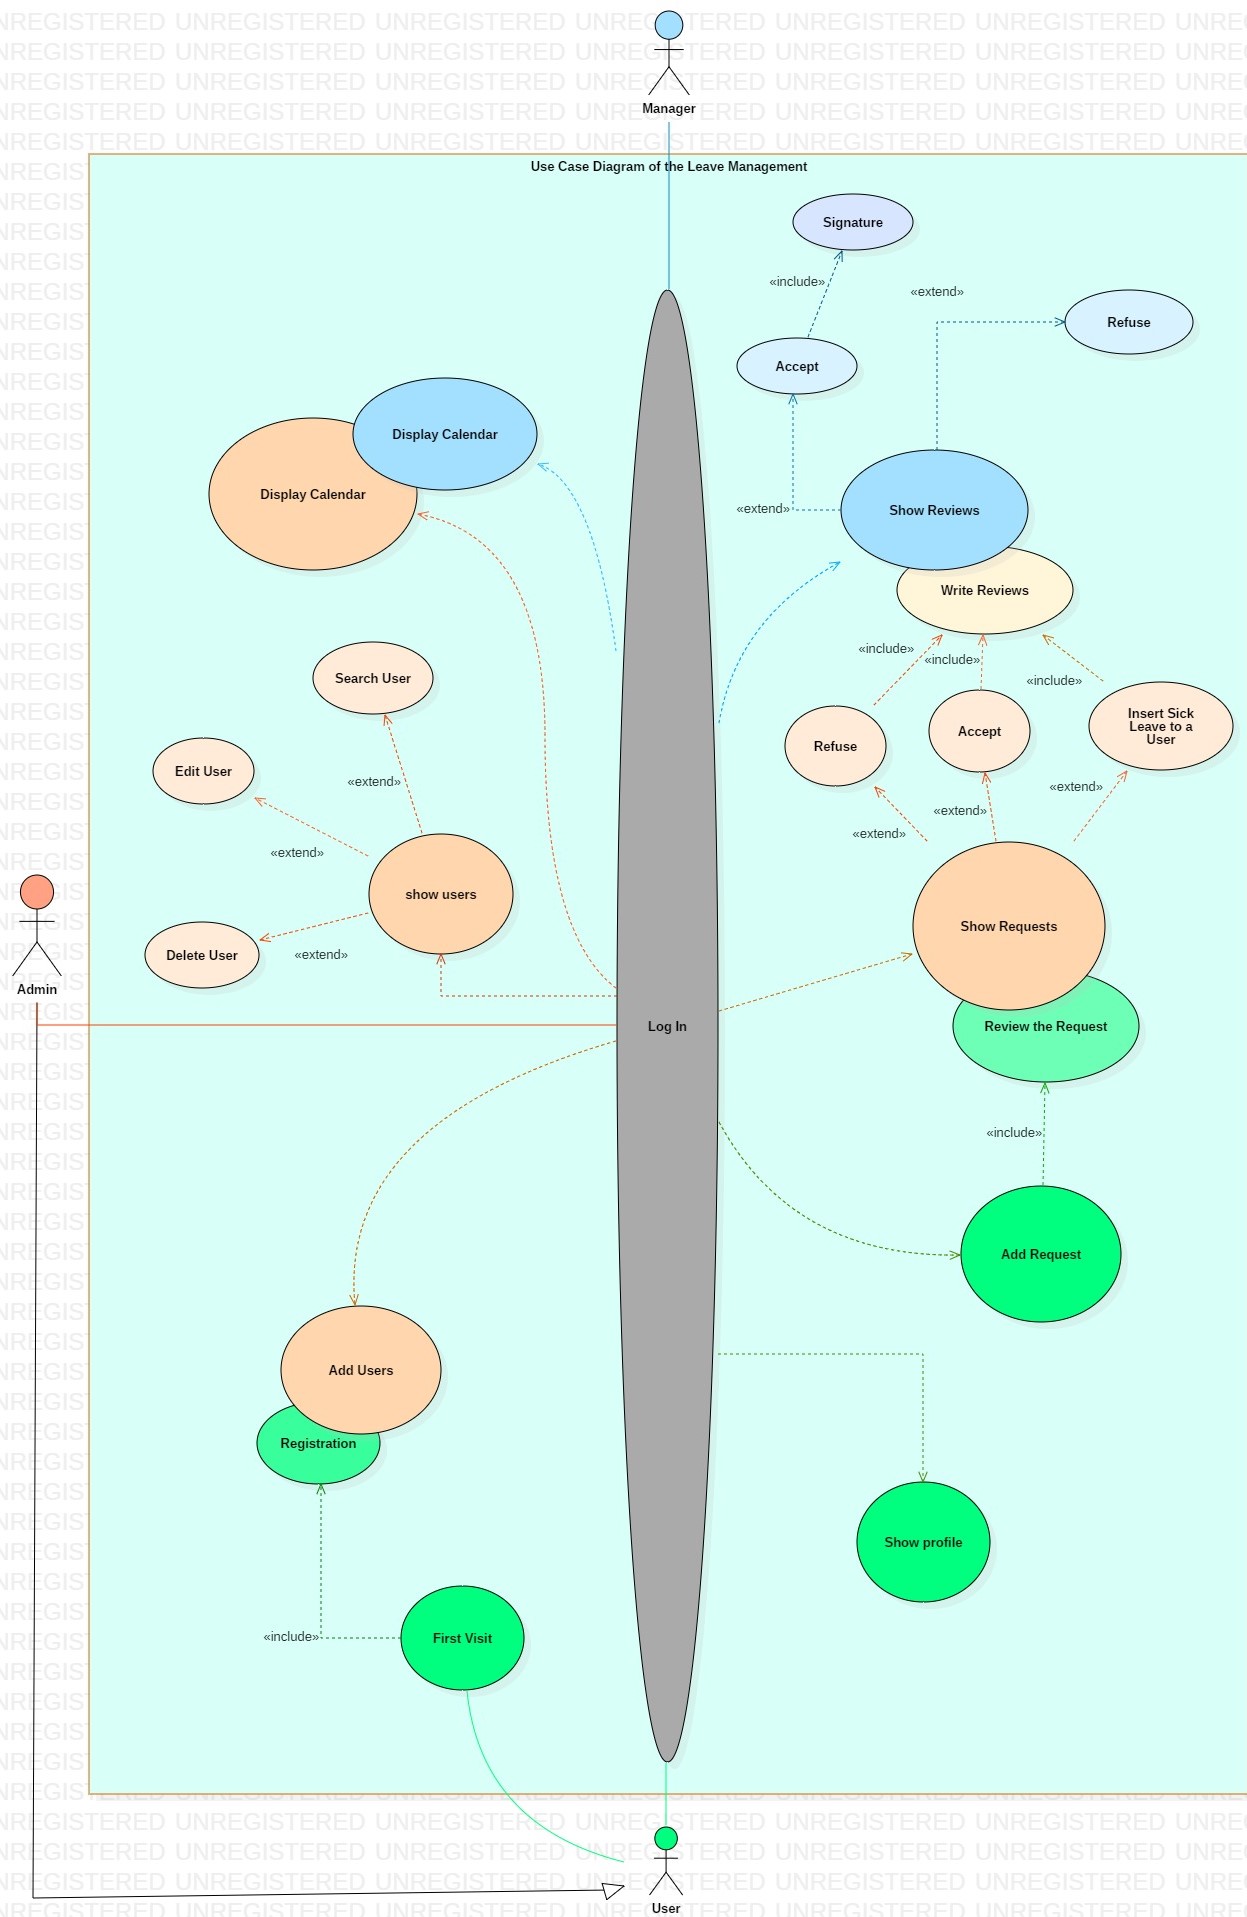 UNREGISTERED UNREGISTERED UNREGISTERED UNREGISTERED UNREGISTERED UNREGISTERED
Manager
Use Case Diagram of the Leave Management
Signature
«include»
«extend»
Refuse
Accept
Display Calendar
Display Calendar
«extend»
Show Reviews
Write Reviews
«include»
«include»
«include»
Search User
Insert Sick
Leave to a
User
Accept
Refuse
Edit User
«extend»
«extend»
«extend»
«extend»
«extend»
show users
Show Requests
Delete User
«extend»
Admin
Log In
Review the Request
«include»
Add Request
Add Users
Registration
Show profile
«include»
First Visit
User